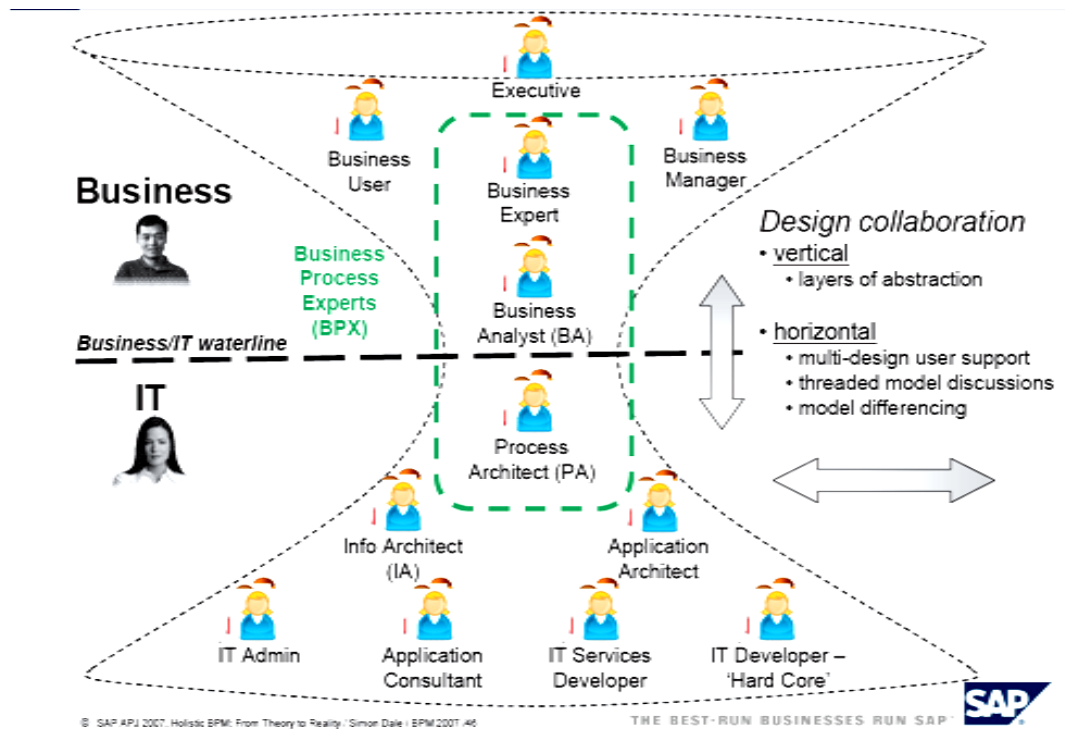 Executive
Business
User
Business
Manager
Business
Expert
Business
Business
Process
Experts
(BPX)
Business
Analyst (BA)
Design collaboration
• vertical
• layers of abstraction
• horizontal
• multi-design user support
• threaded model discussions
• model differencing
Business/IT waterline
IT
Process
Architect (PA)
Info Architect
(IA)
Application
Architect
IT Admin
Application
Consultant
IT Services
Developer
IT Developer –
'Hard Core'
© SAP APJ 2007, Holistic BPM: From Theory to Reality / Simon Dale | BPM 2007 /46
THE BEST-RUN BUSINESSES RUN SAP
SAP